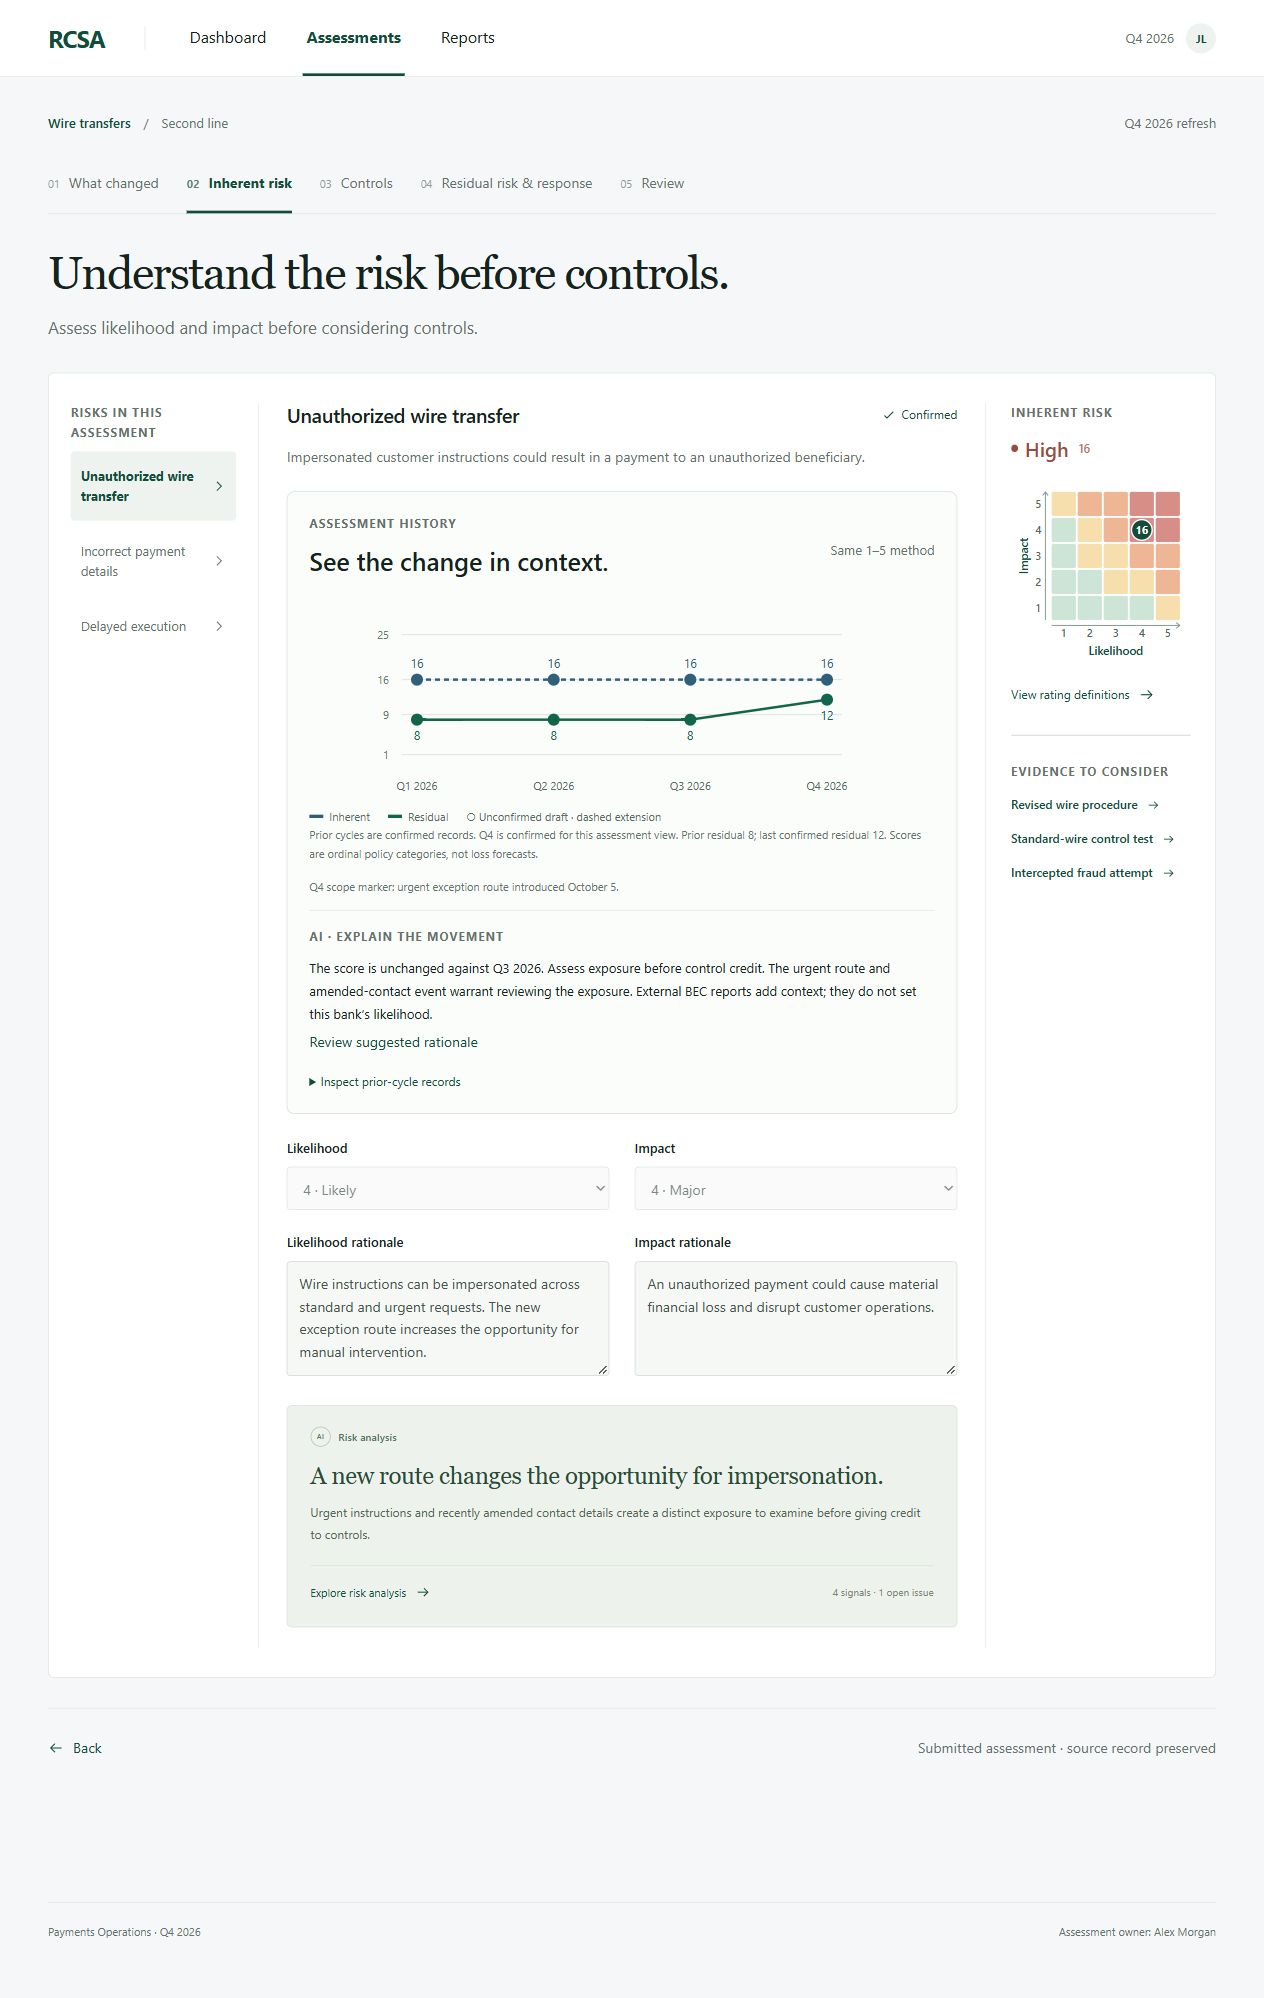 RCSA
Dashboard
Assessments
Reports
Q4 2026
JL
Wire transfers / Second line
Q4 2026 refresh
01 What changed
02 Inherent risk
03 Controls
04 Residual risk & response
05 Review
Understand the risk before controls.
Assess likelihood and impact before considering controls.
RISKS IN THIS
ASSESSMENT
Unauthorized wire
transfer
Incorrect payment
details
Delayed execution
Unauthorized wire transfer
Confirmed
Impersonated customer instructions could result in a payment to an unauthorized beneficiary.
ASSESSMENT HISTORY
See the change in context.
Same 1–5 method
25
16 16 16 16
16
9
12
8 8 8
1
Q1 2026 Q2 2026 Q3 2026 Q4 2026
Inherent Residual Unconfirmed draft · dashed extension
Prior cycles are confirmed records. Q4 is confirmed for this assessment view. Prior residual 8; last confirmed residual 12. Scores
are ordinal policy categories, not loss forecasts.
Q4 scope marker: urgent exception route introduced October 5.
AI · EXPLAIN THE MOVEMENT
The score is unchanged against Q3 2026. Assess exposure before control credit. The urgent route and
amended-contact event warrant reviewing the exposure. External BEC reports add context; they do not set
this bank's likelihood.
Review suggested rationale
Inspect prior-cycle records
Likelihood
4 · Likely
Impact
4 · Major
Likelihood rationale
Wire instructions can be impersonated across
standard and urgent requests. The new
exception route increases the opportunity for
manual intervention.
Impact rationale
An unauthorized payment could cause material
financial loss and disrupt customer operations.
AI Risk analysis
A new route changes the opportunity for impersonation.
Urgent instructions and recently amended contact details create a distinct exposure to examine before giving credit
to controls.
Explore risk analysis
4 signals · 1 open issue
INHERENT RISK
High 16
Impact
5
4
16
3
2
1
1 2 3 4 5
Likelihood
View rating definitions
EVIDENCE TO CONSIDER
Revised wire procedure
Standard-wire control test
Intercepted fraud attempt
Back
Submitted assessment · source record preserved
Payments Operations · Q4 2026
Assessment owner: Alex Morgan